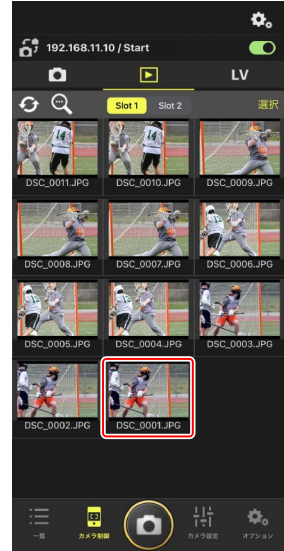 192.168.11.10 / Start
LV
Slot 1 Slot 2 選択
DSC_0011.JPG DSC_0010.JPG DSC_0009.JPG
DSC_0008.JPG DSC_0007.JPG DSC_0006.JPG
DSC_0005.JPG DSC_0004.JPG DSC_0003.JPG
DSC_0002.JPG DSC_0001.JPG
一覧 カメラ制御 カメラ設定 オプション